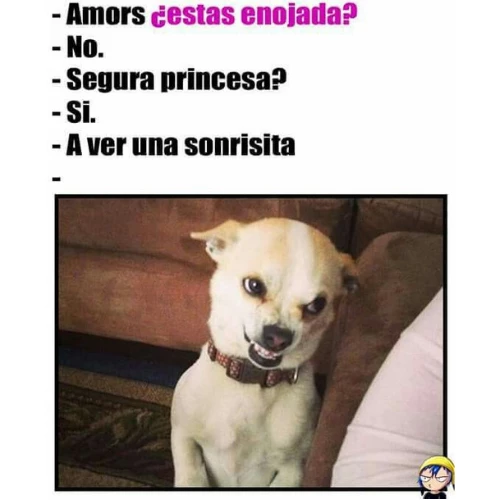 - Amors ¿estas enojada?
- No.
- Segura princesa?
- Si.
- A ver una sonrisita
-